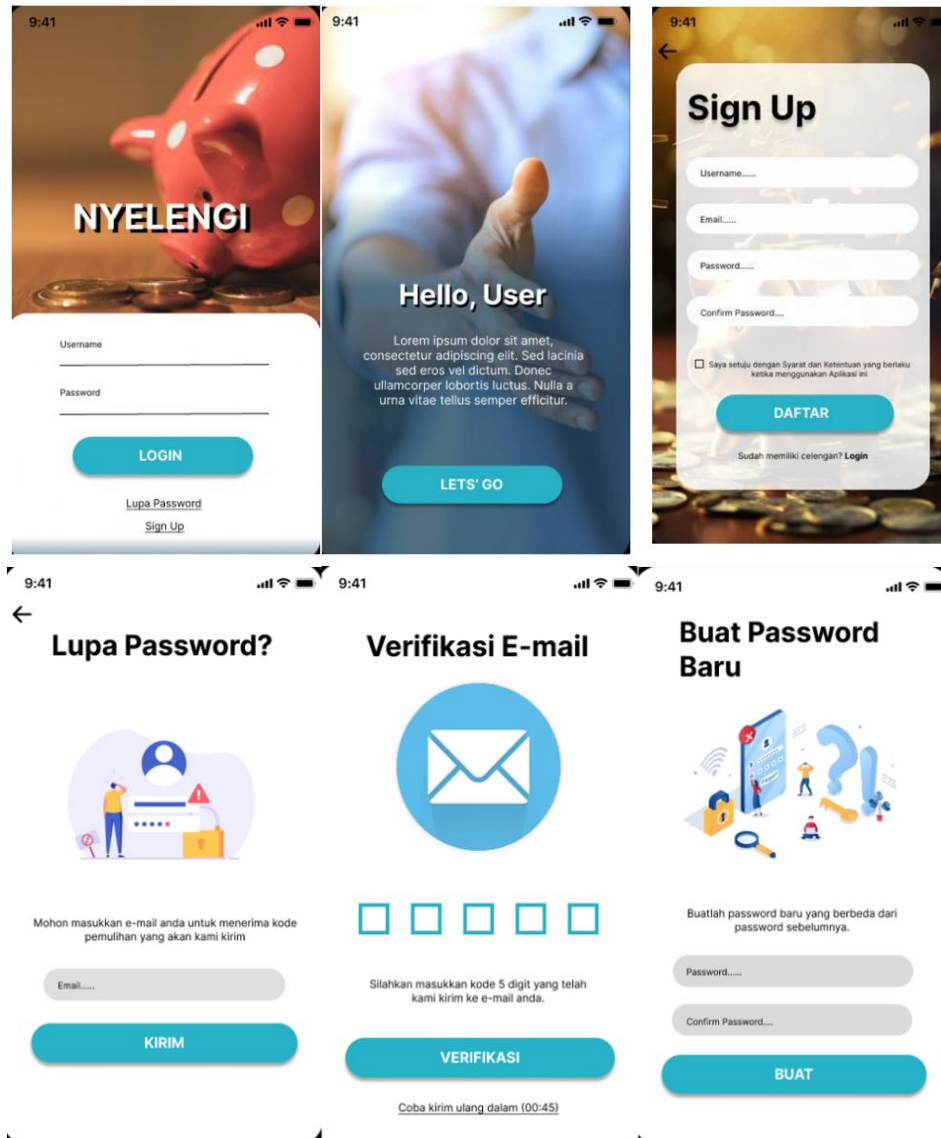 9:41
NYELENGI
Username
Password
LOGIN
Lupa Password
Sign Up
9:41
Hello, User
Lorem ipsum dolor sit amet,
consectetur adipiscing elit. Sed lacinia
sed eros vel dictum. Donec
ullamcorper lobortis luctus. Nulla a
urna vitae tellus semper efficitur.
LETS' GO
9:41
Sign Up
Username......
Email......
Password......
Confirm Password....
Saya setuju dengan Syarat dan Ketentuan yang berlaku
ketika menggunakan Aplikasi ini
DAFTAR
Sudah memiliki celengan? Login
9:41
Lupa Password?
Mohon masukkan e-mail anda untuk menerima kode
pemulihan yang akan kami kirim
Email......
KIRIM
9:41
Verifikasi E-mail
Silahkan masukkan kode 5 digit yang telah
kami kirim ke e-mail anda.
VERIFIKASI
Coba kirim ulang dalam (00:45)
9:41
Buat Password
Baru
Buatlah password baru yang berbeda dari
password sebelumnya.
Password......
Confirm Password....
BUAT